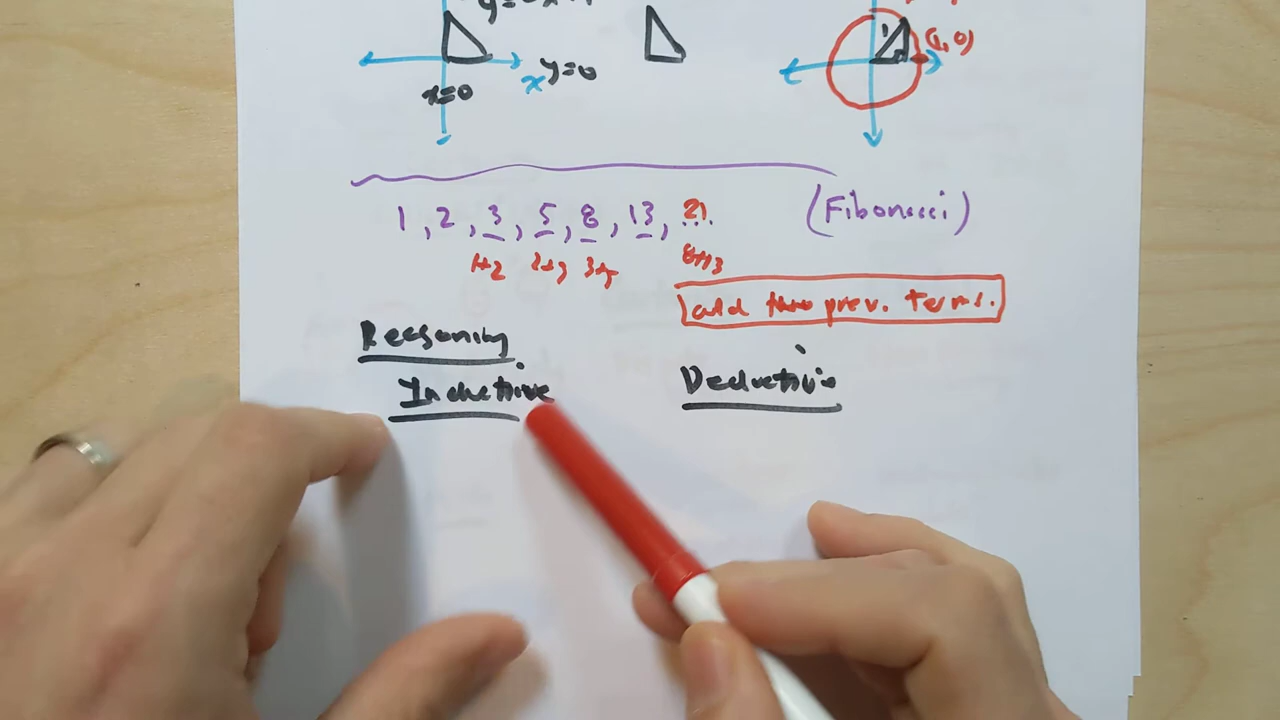 x
y=0
x=0
1
(1,0)
1, 2, 3, 5, 8, 13, 21 ...
(Fibonacci)
1+2 2+3 3+5 8+13
add two prev. terms.
Reasoning
Inductive
Deductive